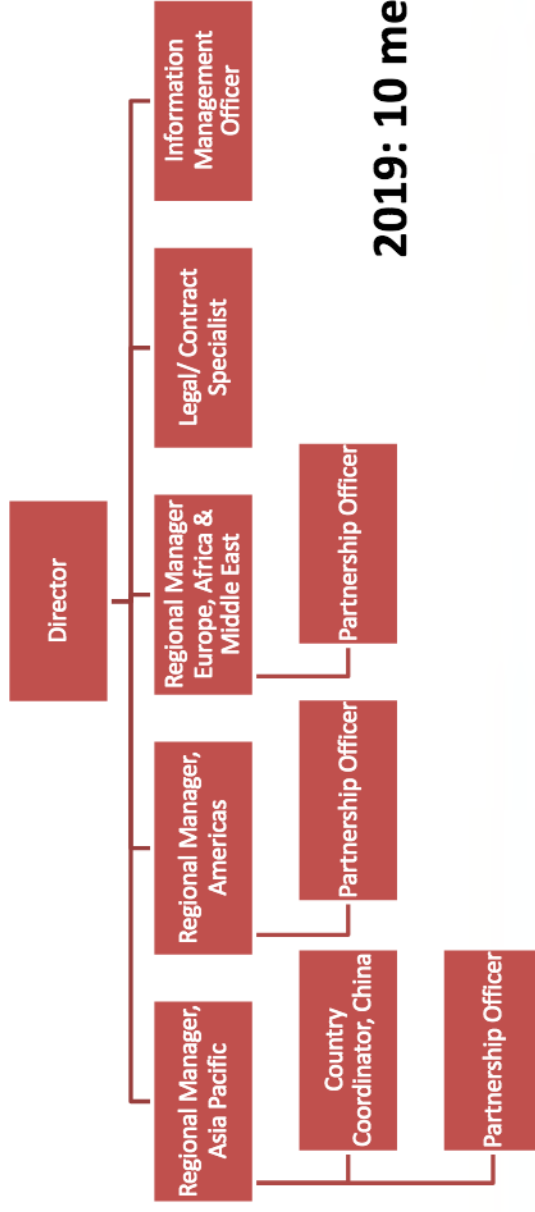 Director
Regional Manager,
Asia Pacific
Regional Manager,
Americas
Regional Manager
Europe, Africa &
Middle East
Legal/ Contract
Specialist
Information
Management
Officer
Country
Coordinator, China
Partnership Officer
Partnership Officer
Partnership Officer
2019: 10 me